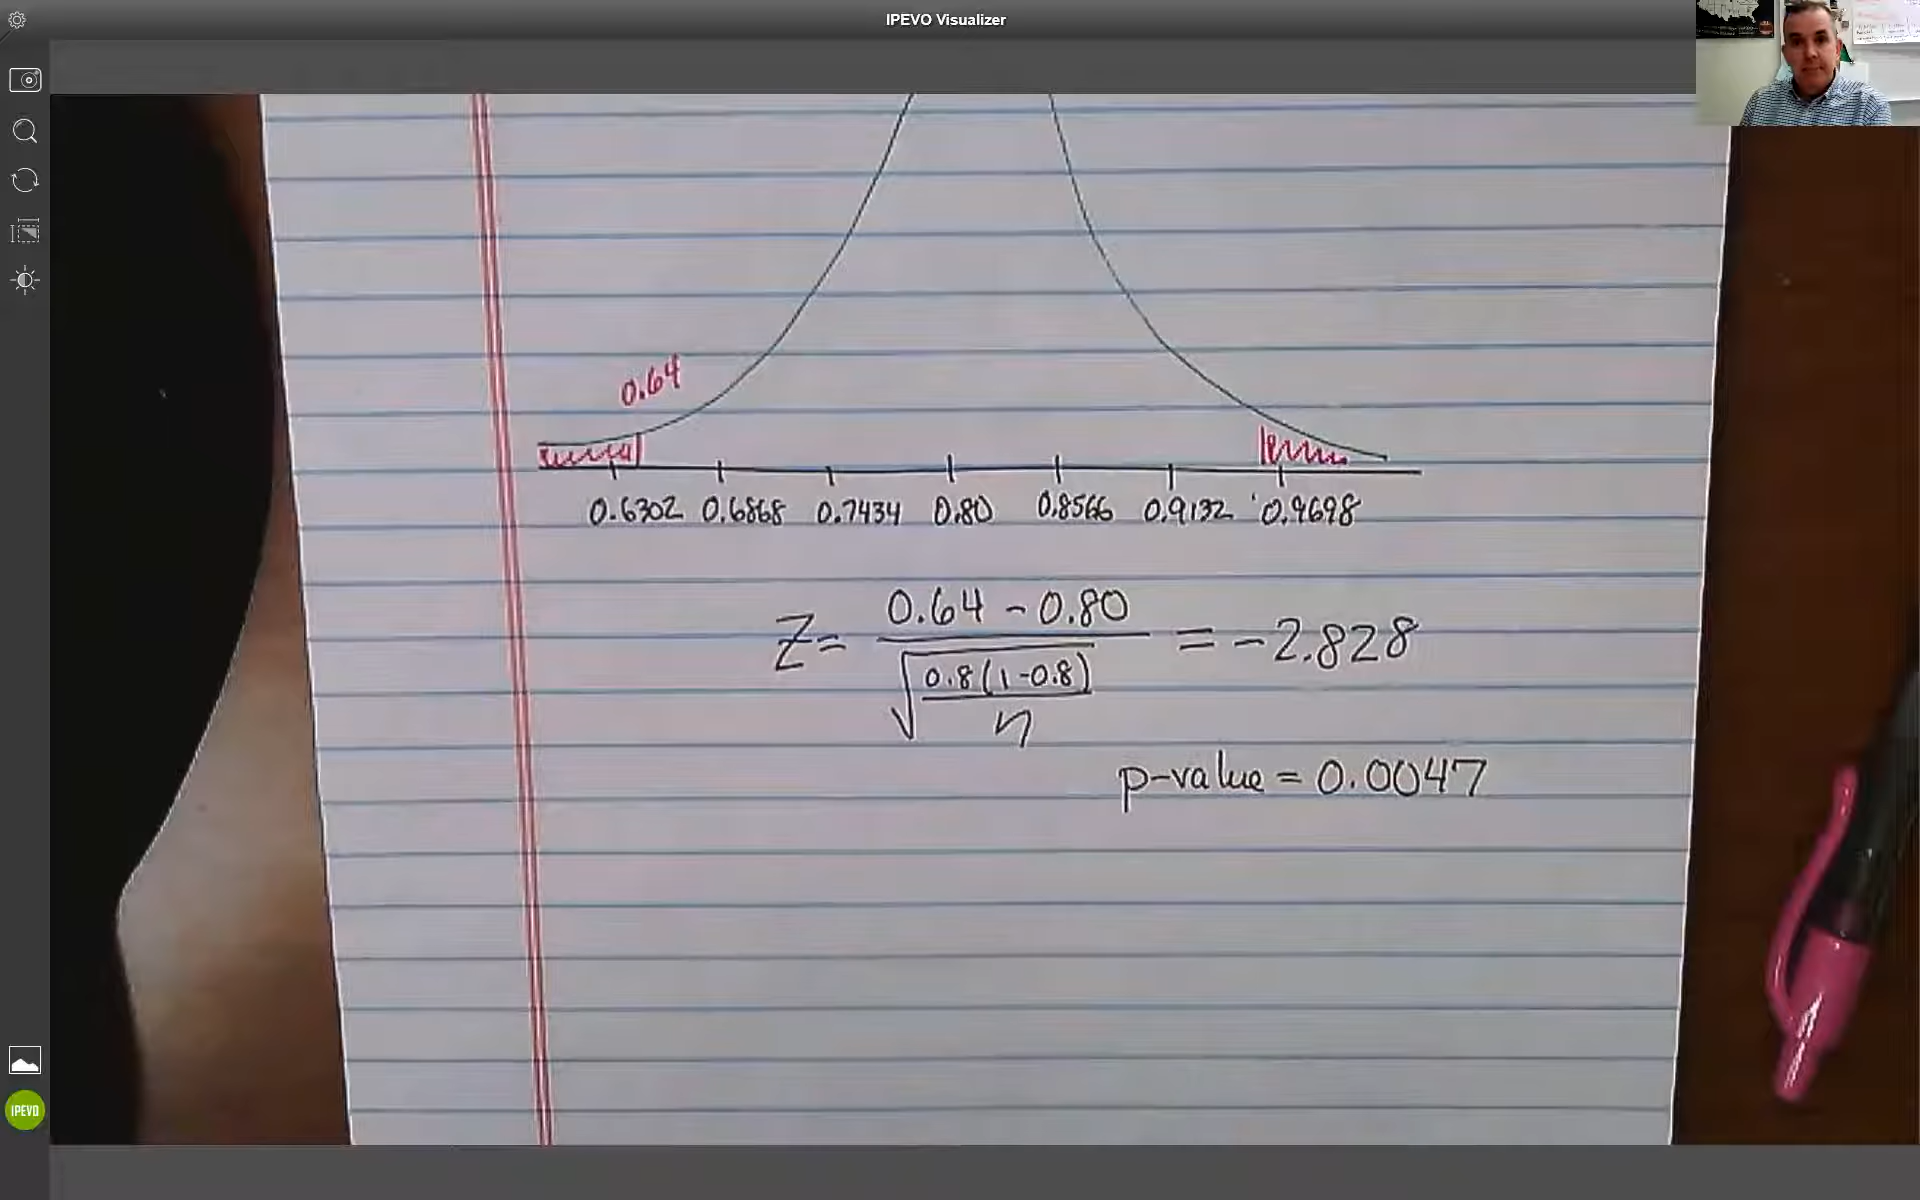 IPEVO Visualizer
0.64
0.6302 0.6868 0.7434 0.80 0.8566 0.9132 0.9698
Z = 0.64 - 0.80 / √(0.8(1-0.8) / n) = -2.828
p-value = 0.0047
IPEVO